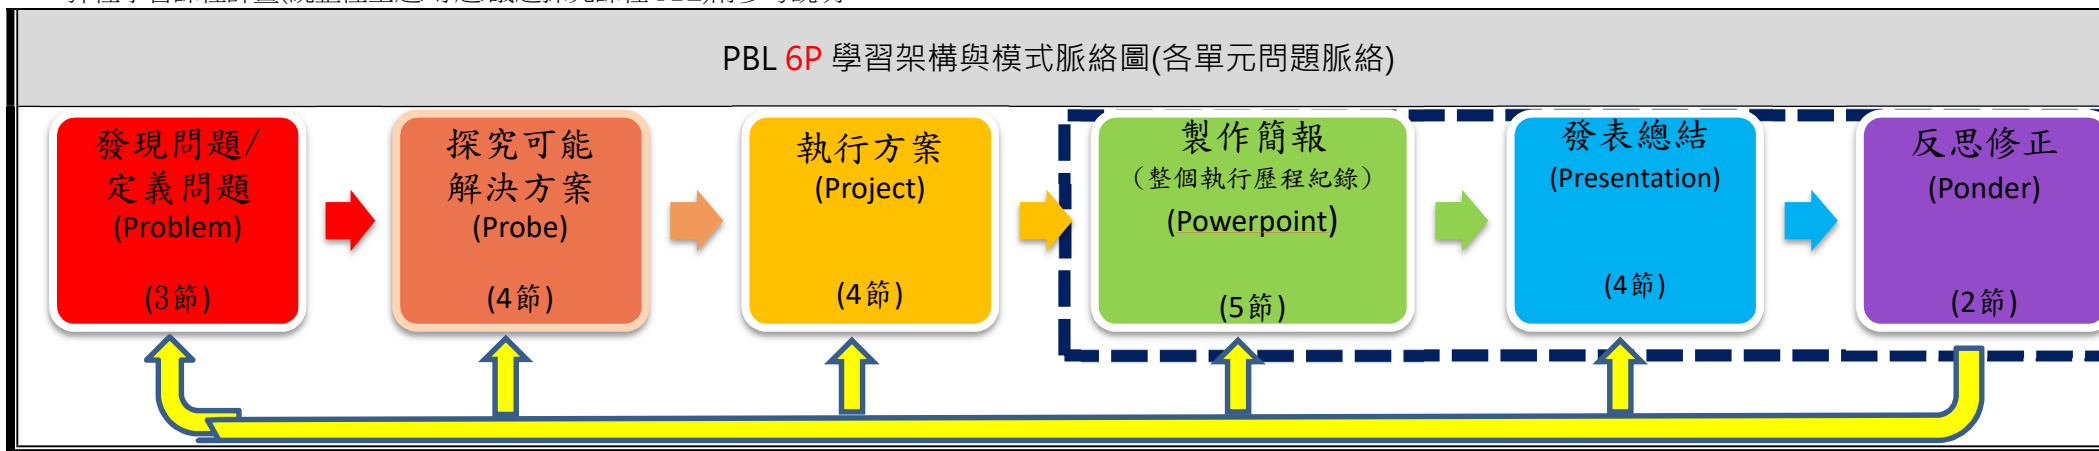 PBL 6P 學習架構與模式脈絡圖(各單元問題脈絡)
發現問題/
定義問題
(Problem)
(3節)
探究可能
解決方案
(Probe)
(4節)
執行方案
(Project)
(4節)
製作簡報
（整個執行歷程紀錄）
(Powerpoint)
(5節)
發表總結
(Presentation)
(4節)
反思修正
(Ponder)
(2節)